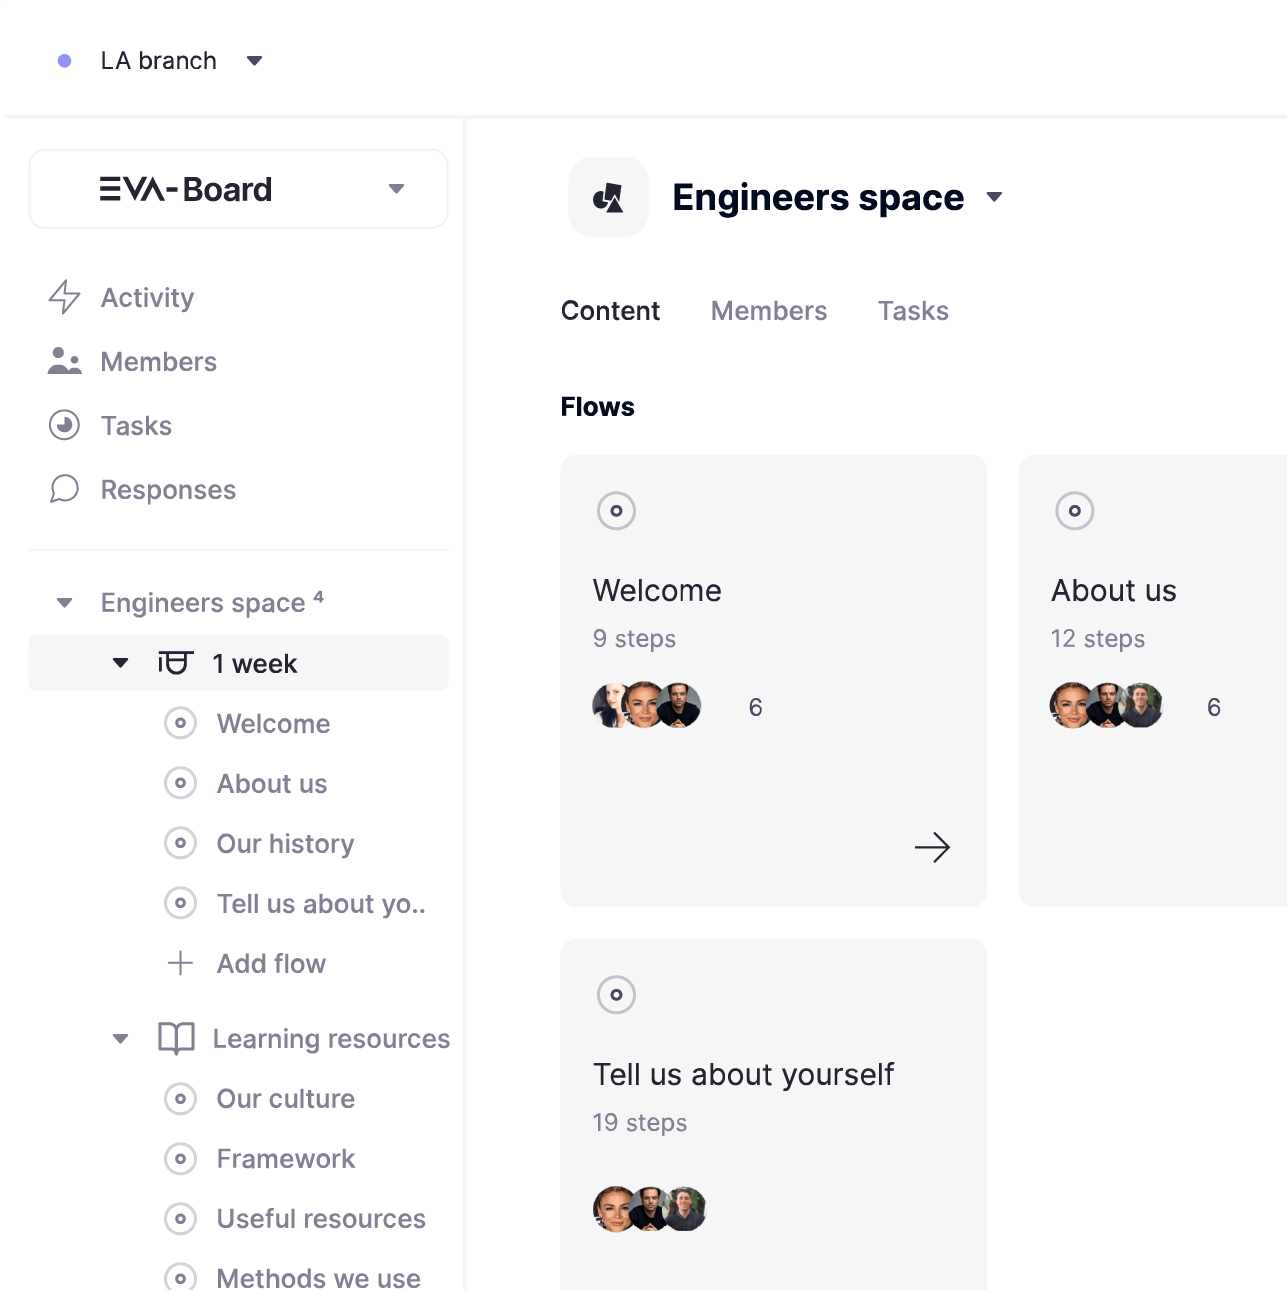 LA branch
EVA-Board
Activity
Members
Tasks
Responses
Engineers space 4
1 week
Welcome
About us
Our history
Tell us about yo..
Add flow
Learning resources
Our culture
Framework
Useful resources
Methods we use
Engineers space
Content Members Tasks
Flows
Welcome
9 steps
6
About us
12 steps
6
Tell us about yourself
19 steps